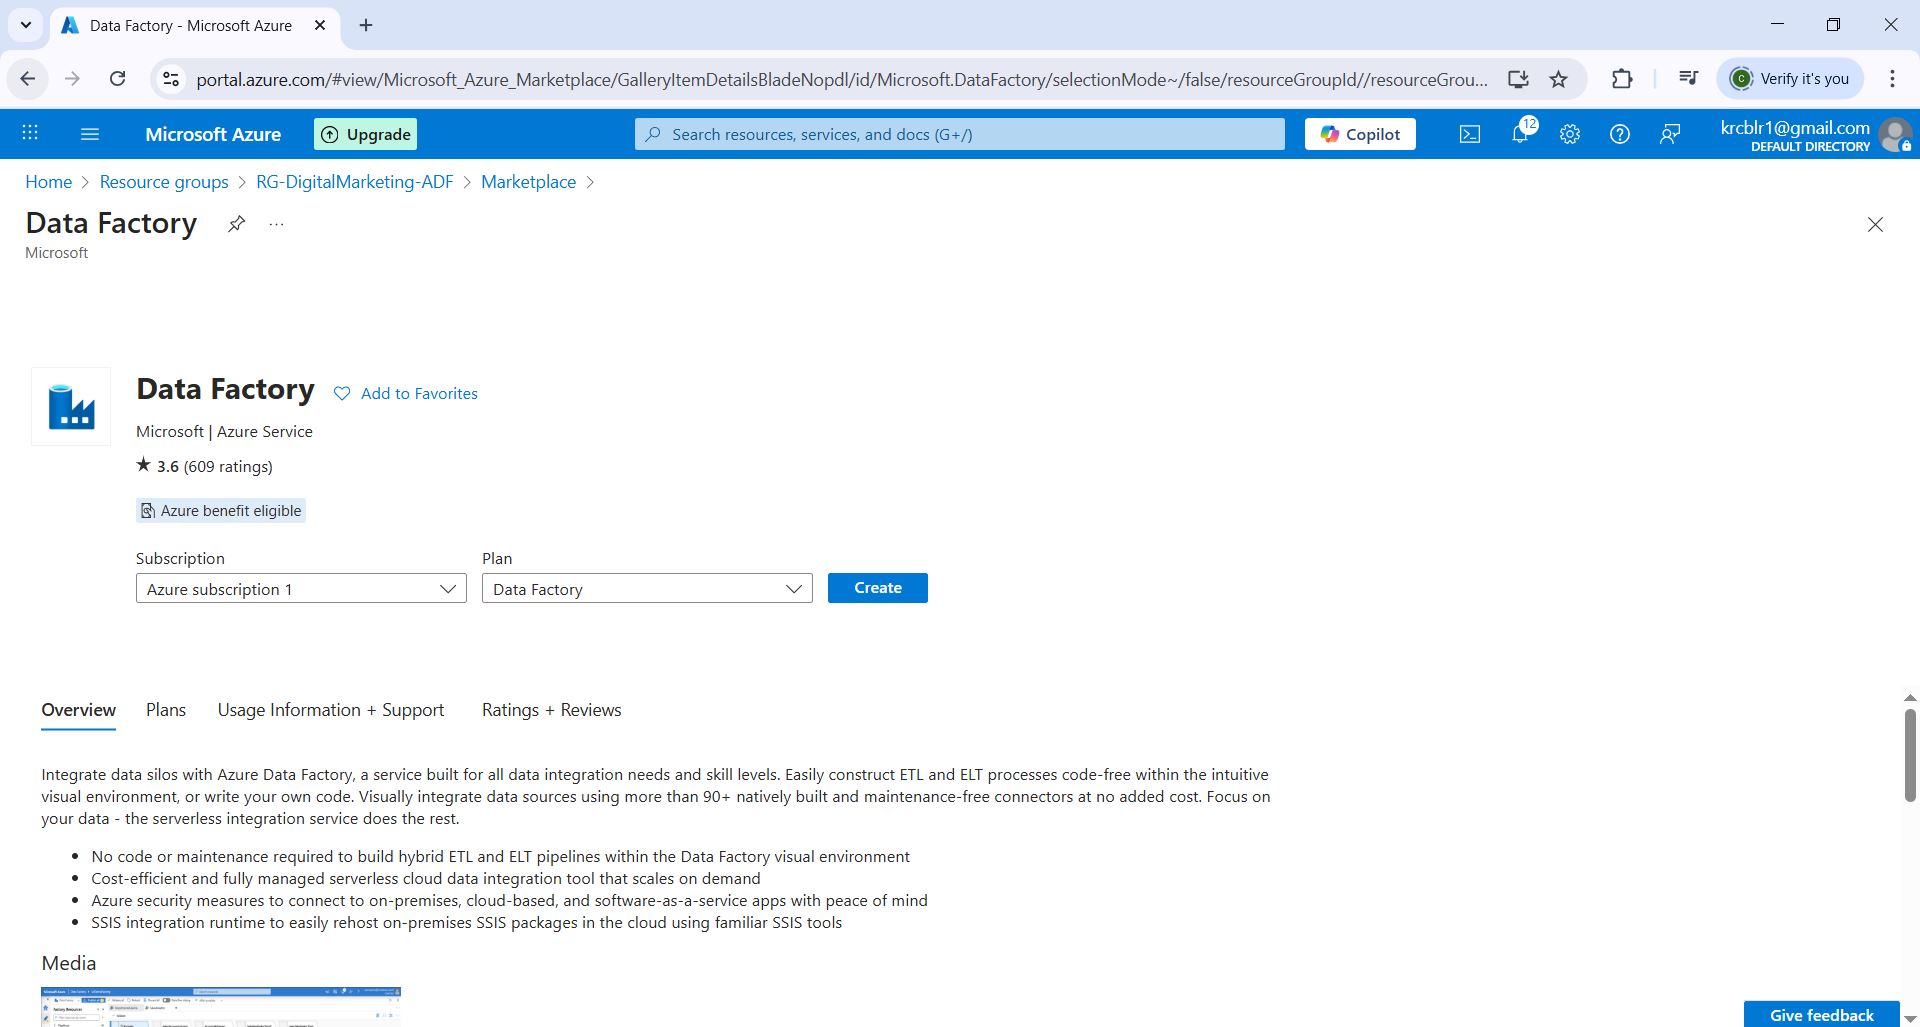 Data Factory - Microsoft Azure
portal.azure.com/#view/Microsoft_Azure_Marketplace/GalleryItemDetailsBladeNopdl/id/Microsoft.DataFactory/selectionMode~/false/resourceGroupId//resourceGrou...
Verify it's you
Microsoft Azure
Upgrade
Search resources, services, and docs (G+/)
Copilot
12
krcblr1@gmail.com
DEFAULT DIRECTORY
Home > Resource groups > RG-DigitalMarketing-ADF > Marketplace >
Data Factory
Microsoft
Data Factory
Add to Favorites
Microsoft | Azure Service
★ 3.6 (609 ratings)
Azure benefit eligible
Subscription
Plan
Azure subscription 1
Data Factory
Create
Overview
Plans
Usage Information + Support
Ratings + Reviews
Integrate data silos with Azure Data Factory, a service built for all data integration needs and skill levels. Easily construct ETL and ELT processes code-free within the intuitive
visual environment, or write your own code. Visually integrate data sources using more than 90+ natively built and maintenance-free connectors at no added cost. Focus on
your data - the serverless integration service does the rest.
• No code or maintenance required to build hybrid ETL and ELT pipelines within the Data Factory visual environment
• Cost-efficient and fully managed serverless cloud data integration tool that scales on demand
• Azure security measures to connect to on-premises, cloud-based, and software-as-a-service apps with peace of mind
• SSIS integration runtime to easily rehost on-premises SSIS packages in the cloud using familiar SSIS tools
Media
Give feedback